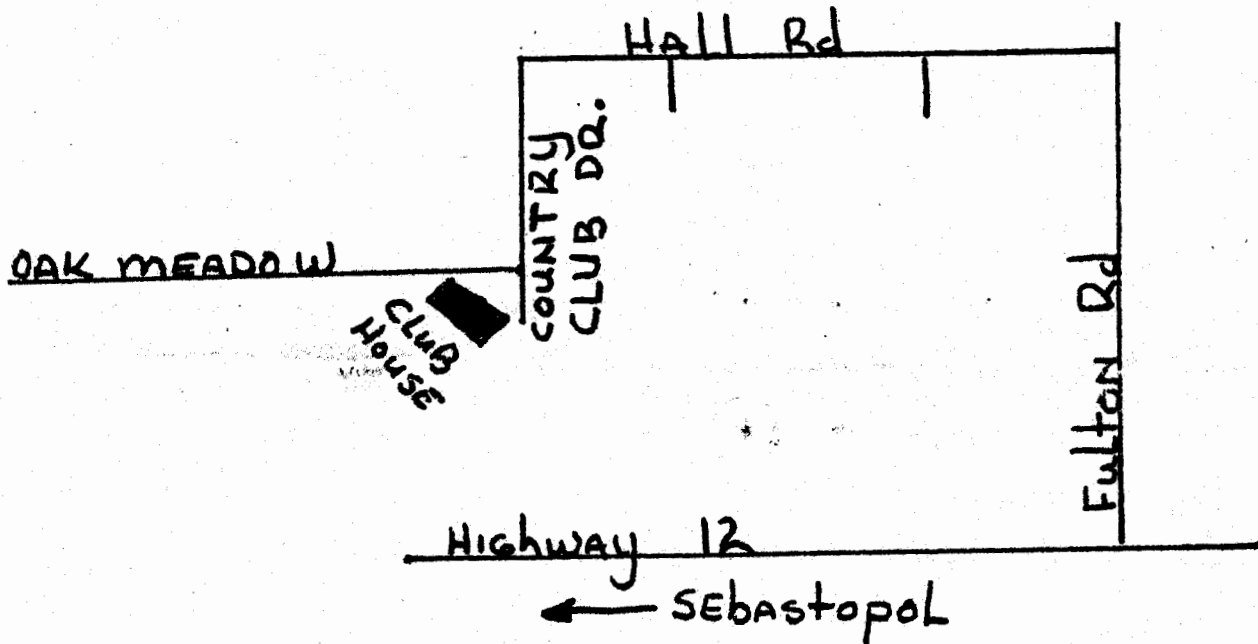 HAll Rd
COUNTRY
CLUB DR.
OAK MEADOW
CLUB
HOUSE
Fulton Rd
HIGHWAY 12
← SEbAStopoL